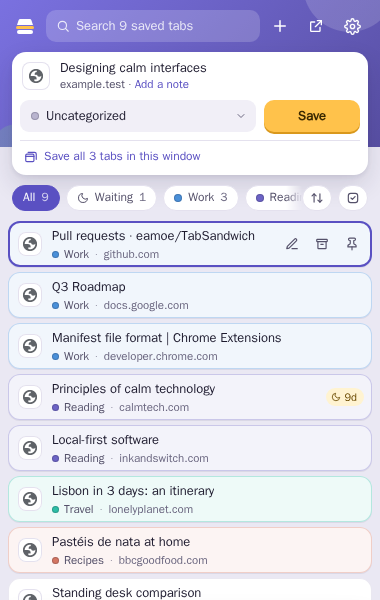 Search 9 saved tabs
Designing calm interfaces
example.test · Add a note
Uncategorized
Save
Save all 3 tabs in this window
All 9 Waiting 1 Work 3
Pull requests · eamoe/TabSandwich
Work · github.com
Q3 Roadmap
Work · docs.google.com
Manifest file format | Chrome Extensions
Work · developer.chrome.com
Principles of calm technology
Reading · calmtech.com
9d
Local-first software
Reading · inkandswitch.com
Lisbon in 3 days: an itinerary
Travel · lonelyplanet.com
Pastéis de nata at home
Recipes · bbcgoodfood.com
Standing desk comparison